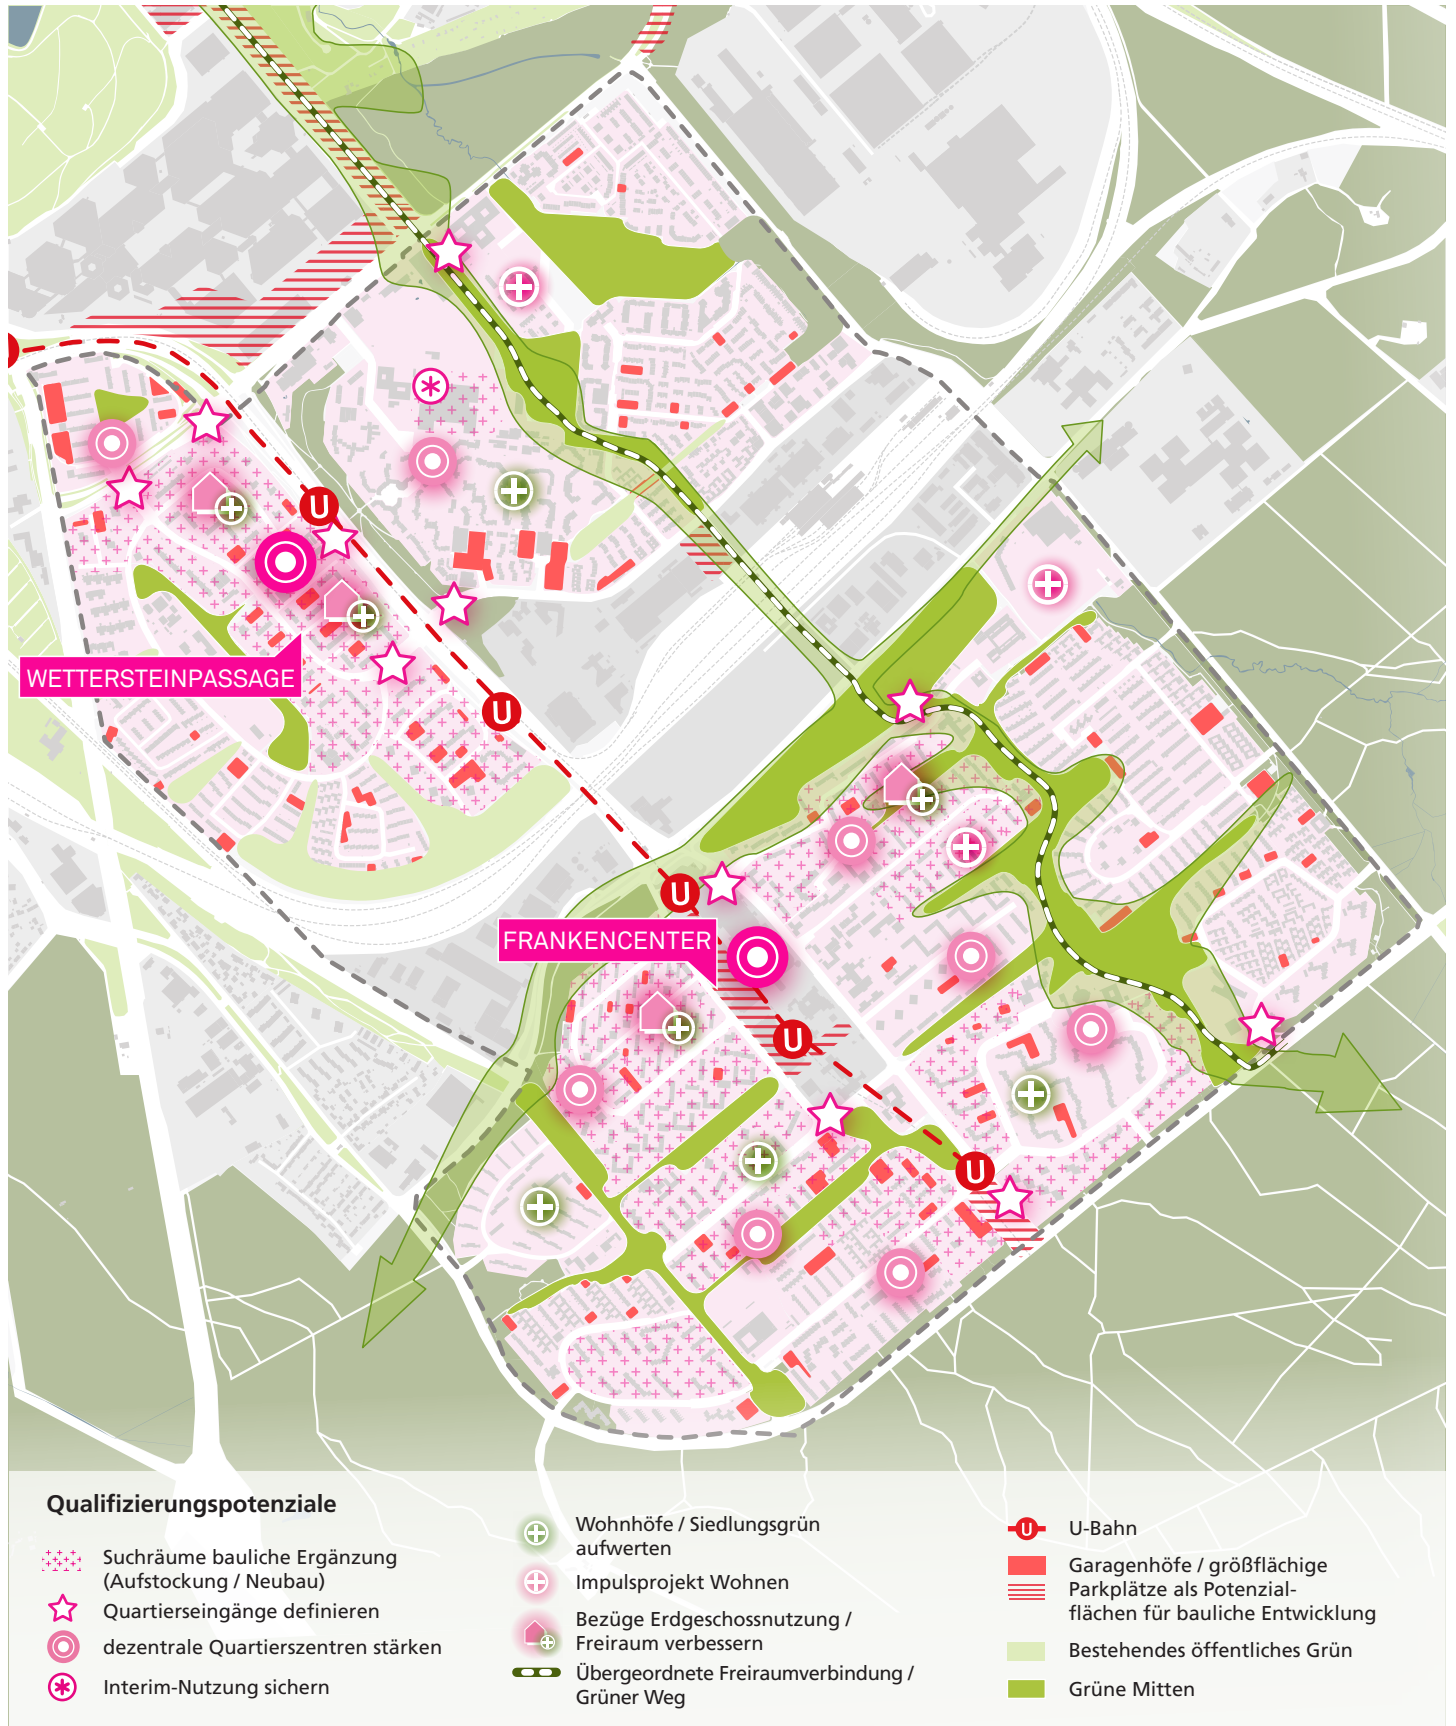 U
U
WETTERSTEINPASSAGE
U
FRANKENCENTER
U
U
Qualifizierungspotenziale
Suchräume bauliche Ergänzung
(Aufstockung / Neubau)
Quartierseingänge definieren
dezentrale Quartierszentren stärken
Interim-Nutzung sichern
Wohnhöfe / Siedlungsgrün
aufwerten
Impulsprojekt Wohnen
Bezüge Erdgeschossnutzung /
Freiraum verbessern
Übergeordnete Freiraumverbindung /
Grüner Weg
U
U-Bahn
Garagenhöfe / größflächige
Parkplätze als Potenzial-
flächen für bauliche Entwicklung
Bestehendes öffentliches Grün
Grüne Mitten